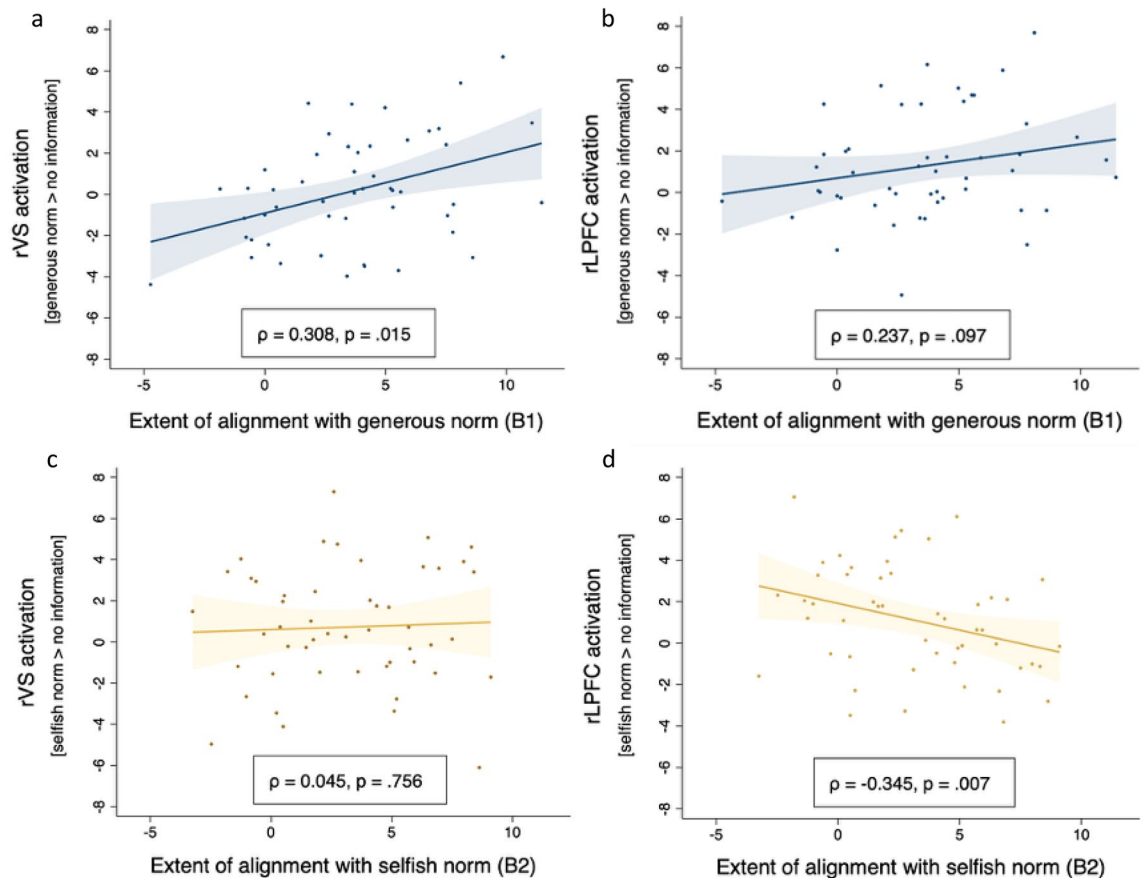 a
rVS activation
[generous norm > no information]
8
6
4
2
0
-2
-4
-6
-8
ρ = 0.308, p = .015
-5 0 5 10
Extent of alignment with generous norm (B1)
b
rLPFC activation
[generous norm > no information]
8
6
4
2
0
-2
-4
-6
-8
ρ = 0.237, p = .097
-5 0 5 10
Extent of alignment with generous norm (B1)
c
rVS activation
[selfish norm > no information]
8
6
4
2
0
-2
-4
-6
-8
ρ = 0.045, p = .756
-5 0 5 10
Extent of alignment with selfish norm (B2)
d
rLPFC activation
[selfish norm > no information]
8
6
4
2
0
-2
-4
-6
-8
ρ = -0.345, p = .007
-5 0 5 10
Extent of alignment with selfish norm (B2)